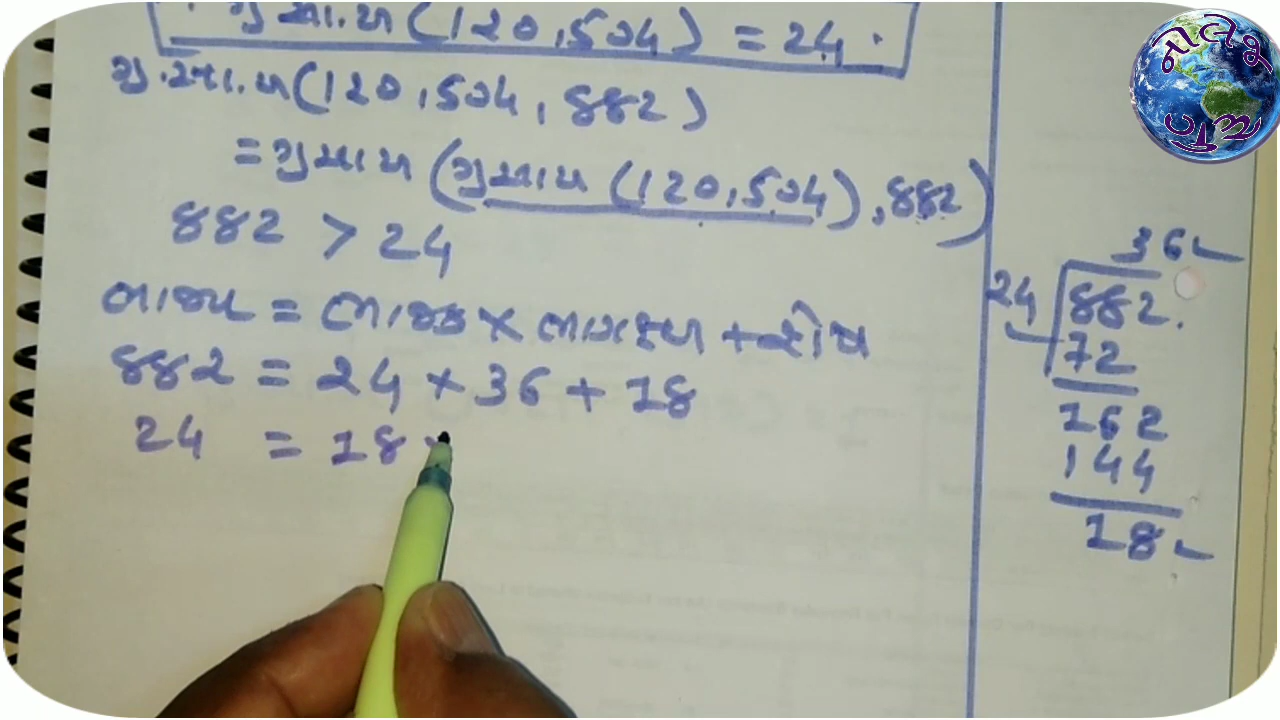 ગુ.સા.અ (120,504) = 24.
ગુ.સા.અ (120,504, 882)
= ગુસાઅ (ગુસાઅ (120,504), 882)
882 > 24
ભાજ્ય = ભાજક × ભાગફળ + શેષ
882 = 24 × 36 + 18
24 = 18 ×
36
24 882.
72
162
144
18
નોલેજ